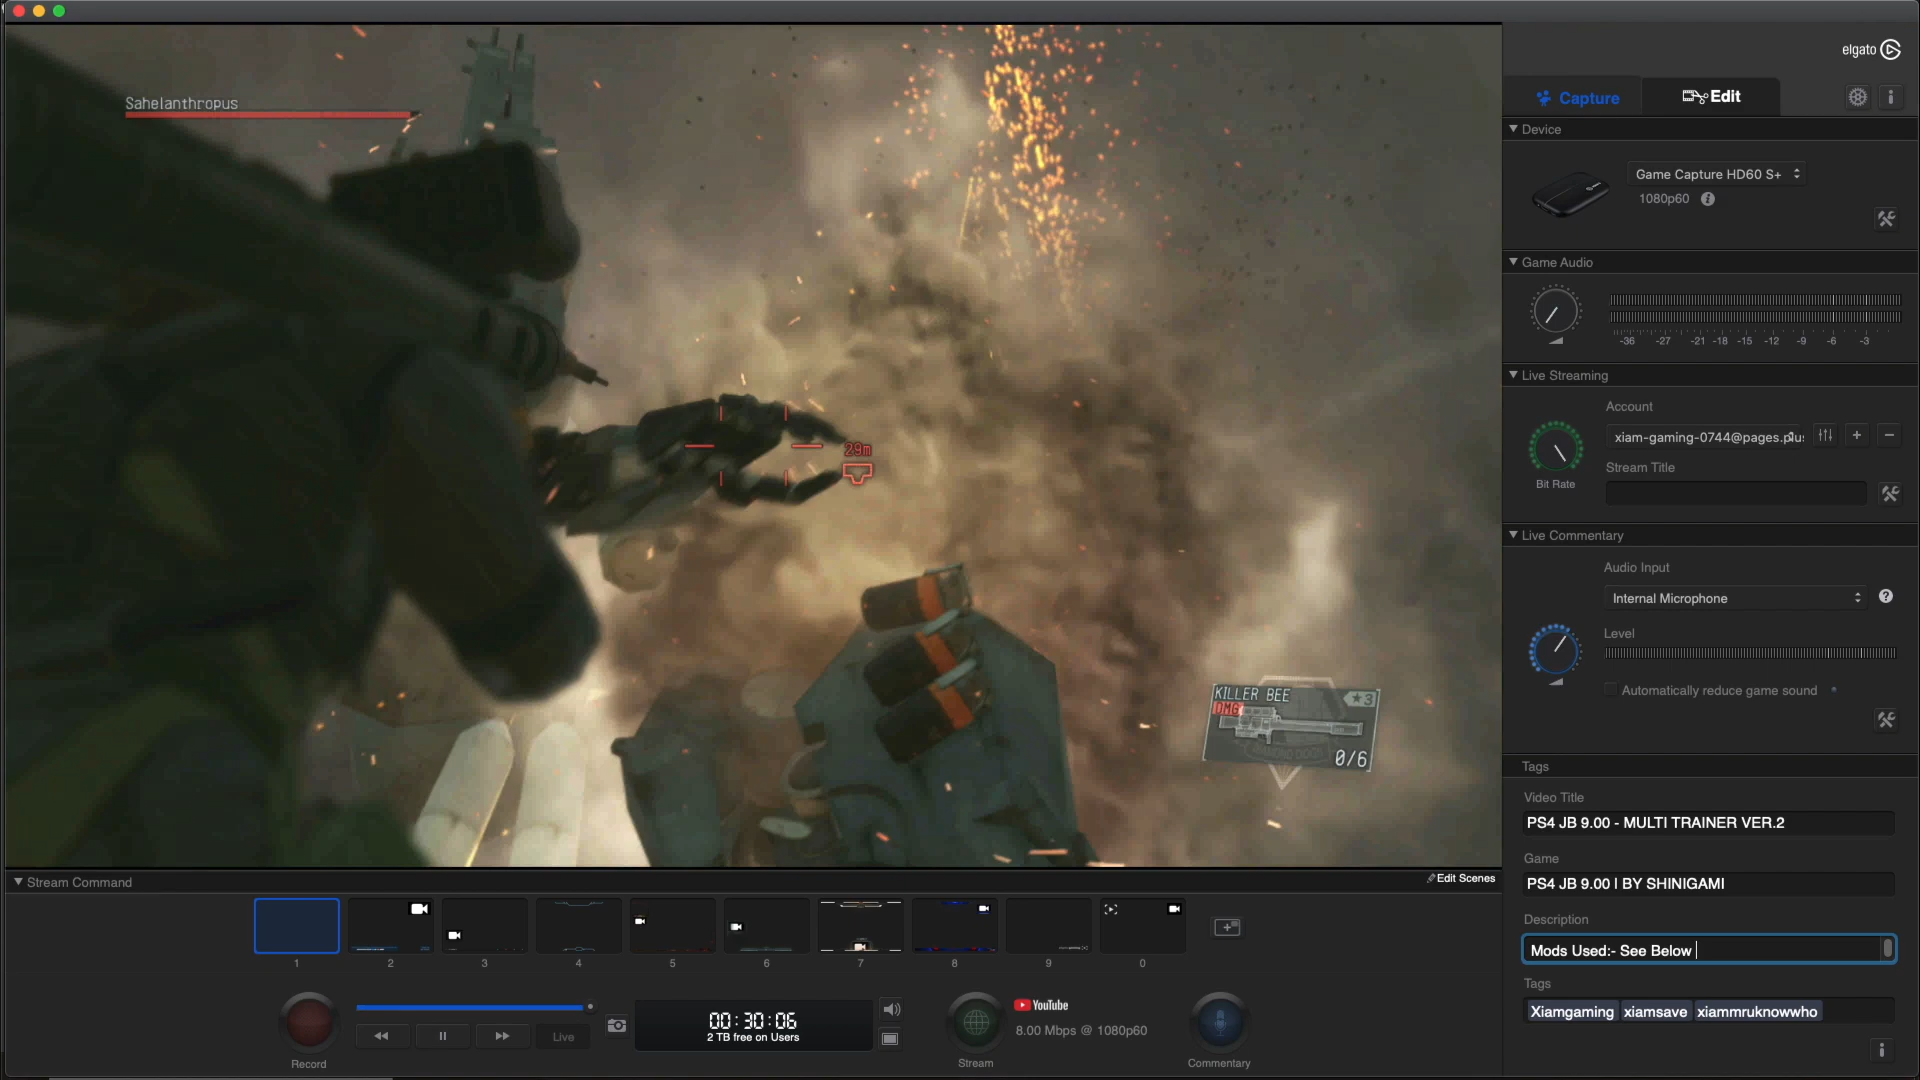 Sahelanthropus
29m
KILLER BEE
★3
DMG
0/6
elgato
Capture
Edit
Device
Game Capture HD60 S+
1080p60
Game Audio
-36 -27 -21 -18 -15 -12 -9 -6 -3
Live Streaming
Account
xiam-gaming-0744@pages.plus
Stream Title
Bit Rate
Live Commentary
Audio Input
Internal Microphone
Level
Automatically reduce game sound
Tags
Video Title
PS4 JB 9.00 - MULTI TRAINER VER.2
Game
PS4 JB 9.00 | BY SHINIGAMI
Description
Mods Used:- See Below
Tags
Xiamgaming xiamsave xiammruknowwho
Stream Command
Edit Scenes
1 2 3 4 5 6 7 8 9 0
Record
Live
00:30:06
2 TB free on Users
YouTube
8.00 Mbps @ 1080p60
Stream
Commentary